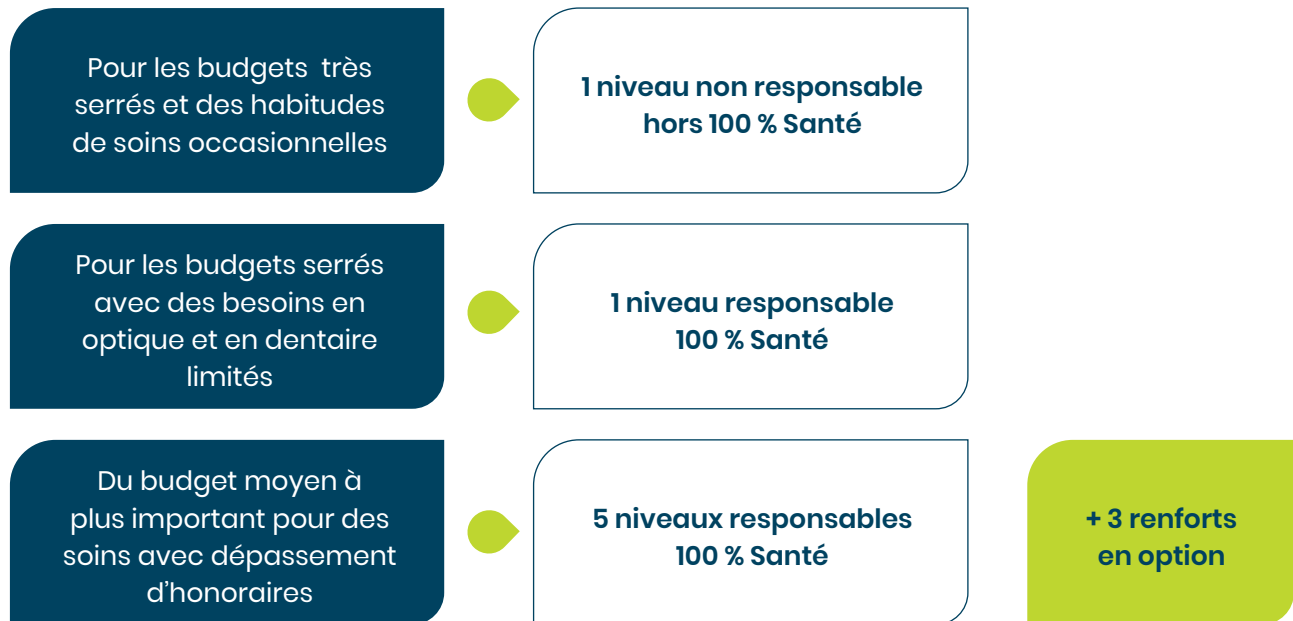 Pour les budgets très
serrés et des habitudes
de soins occasionnelles
1 niveau non responsable
hors 100 % Santé
Pour les budgets serrés
avec des besoins en
optique et en dentaire
limités
1 niveau responsable
100 % Santé
Du budget moyen à
plus important pour des
soins avec dépassement
d’honoraires
5 niveaux responsables
100 % Santé
+ 3 renforts
en option